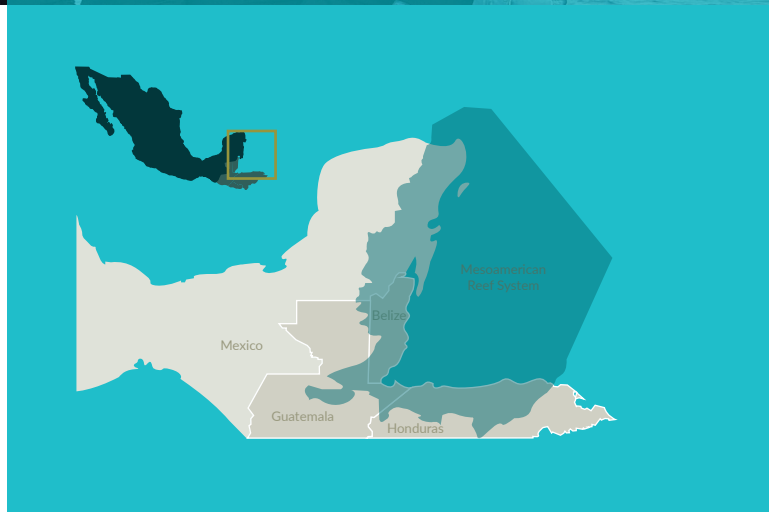 Mesoamerican
Reef System
Belize
Mexico
Guatemala
Honduras